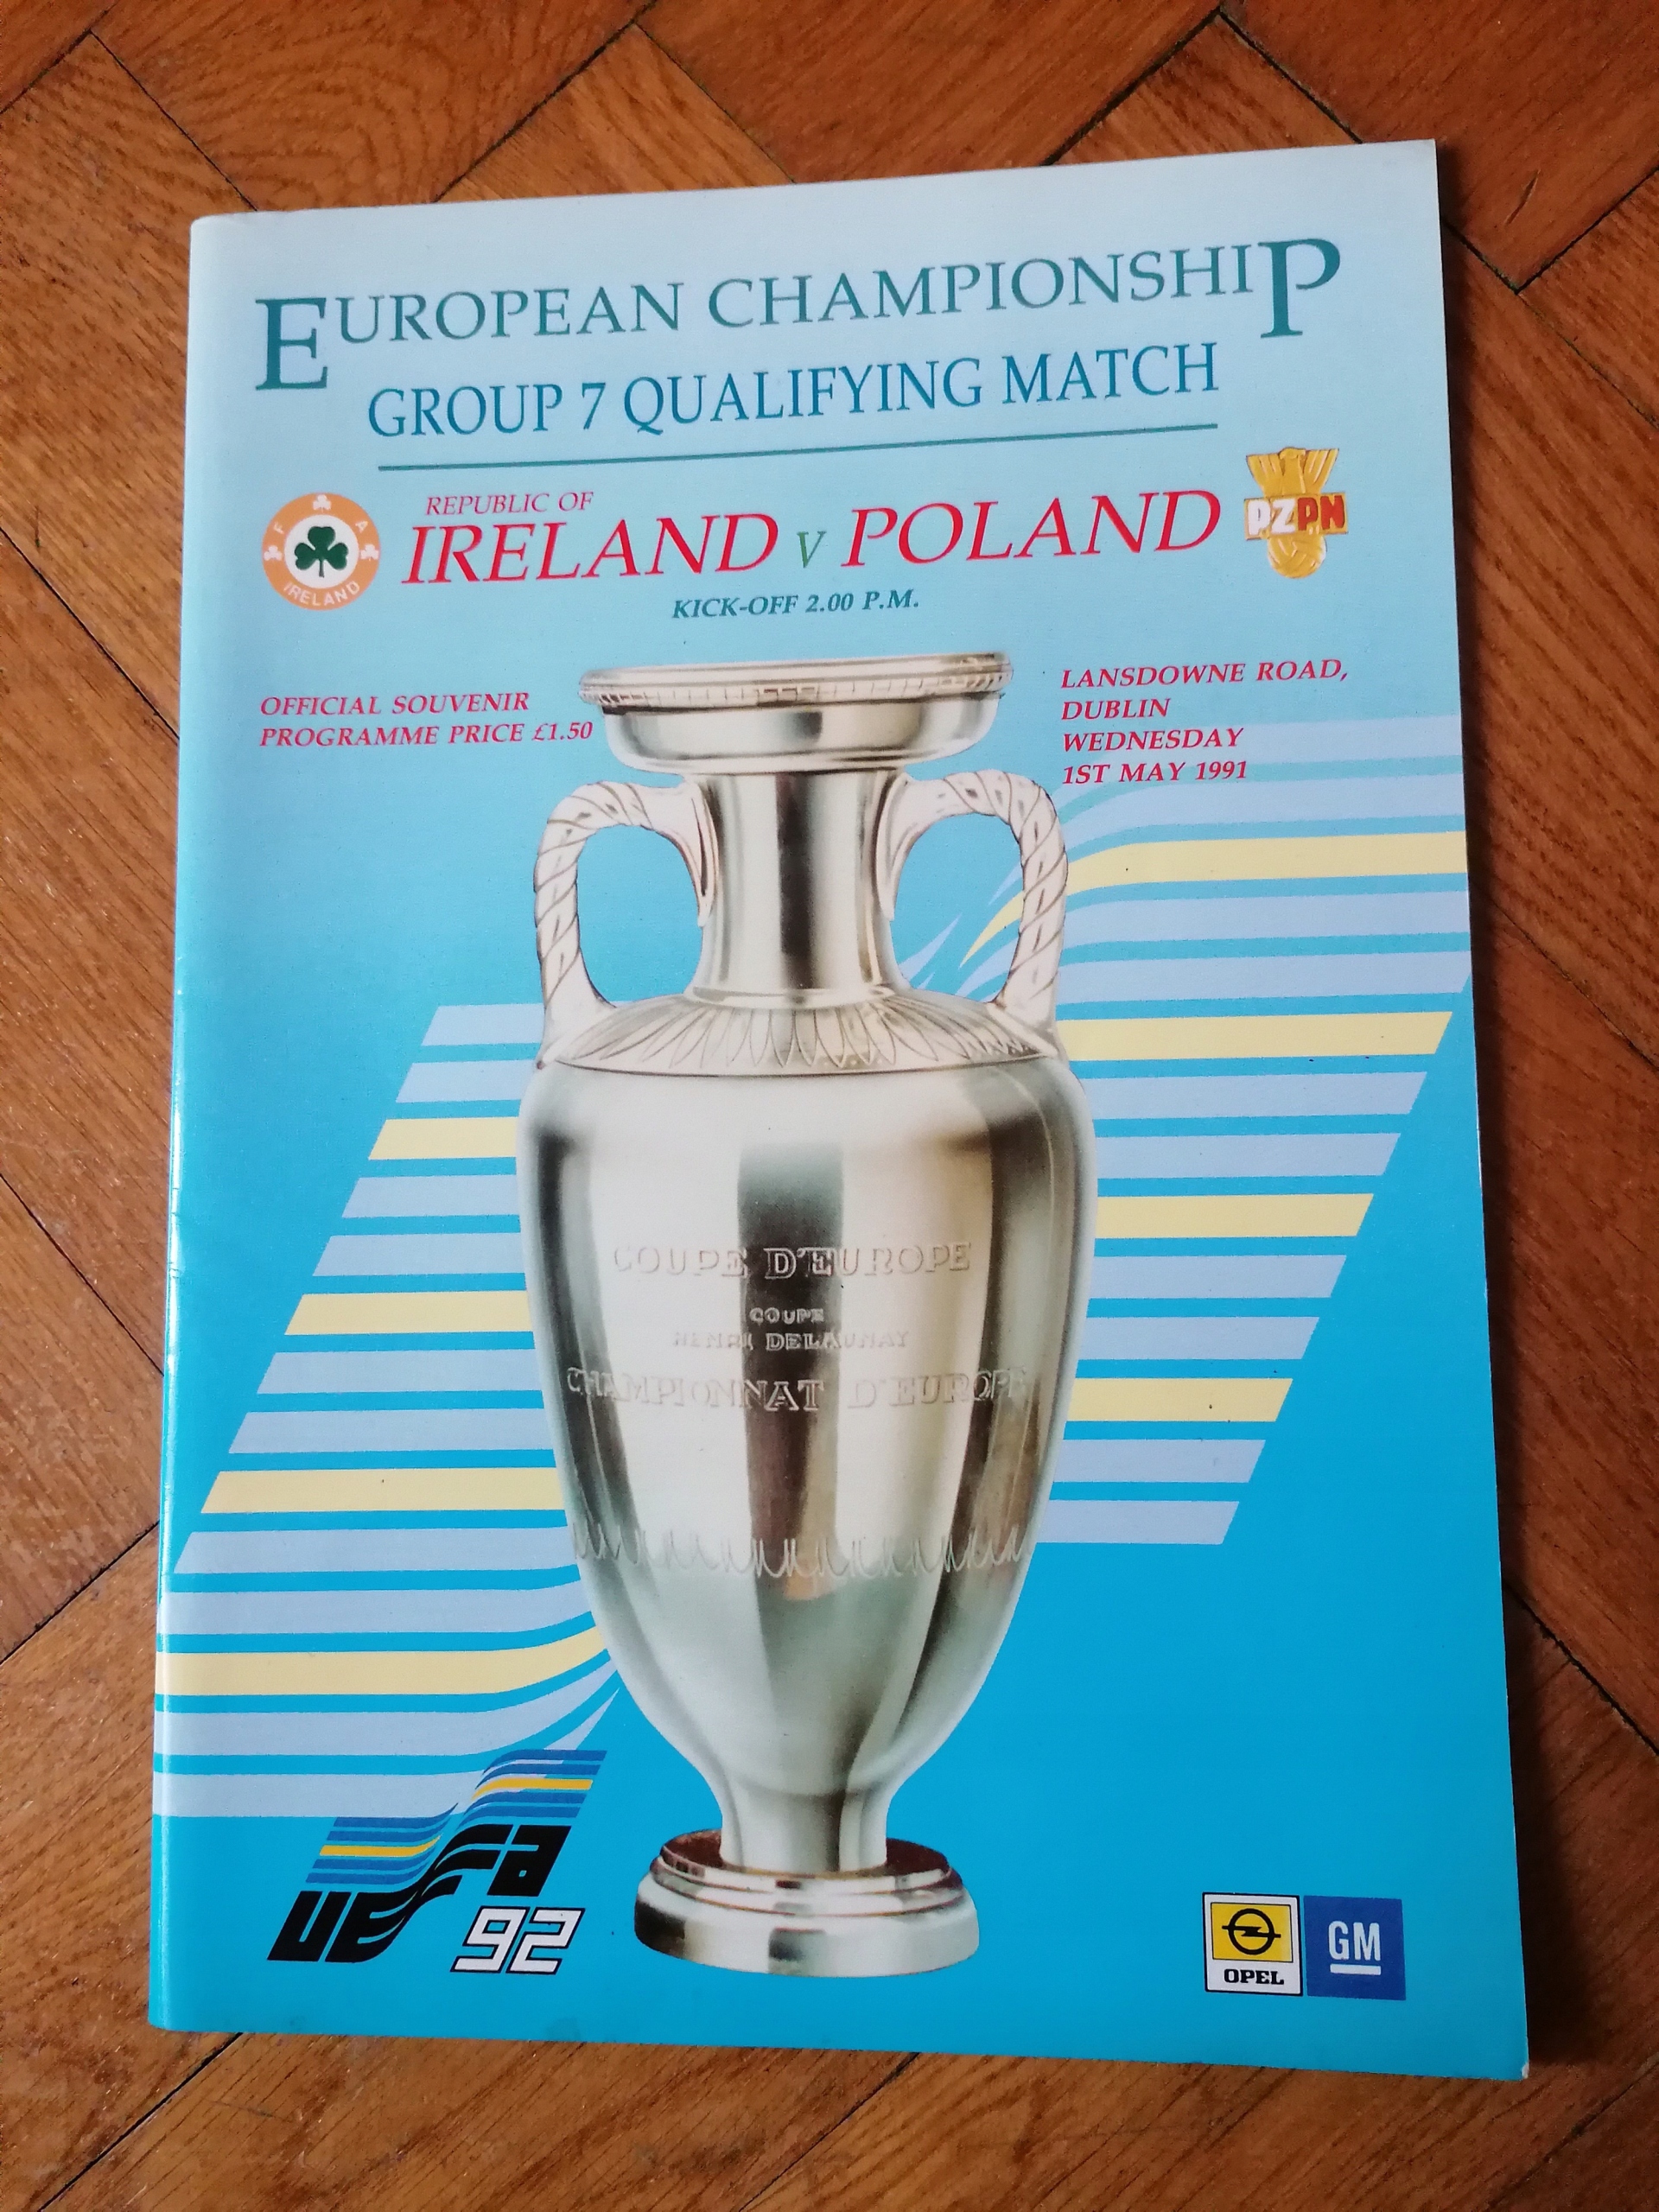 EUROPEAN CHAMPIONSHIP
GROUP 7 QUALIFYING MATCH
FAI
IRELAND
REPUBLIC OF
IRELAND V POLAND
PZPN
KICK-OFF 2.00 P.M.
OFFICIAL SOUVENIR
PROGRAMME PRICE £1.50
LANSDOWNE ROAD,
DUBLIN
WEDNESDAY
1ST MAY 1991
COUPE D'EUROPE
COUPE
HENRI DELAUNAY
CHAMPIONNAT D'EUROPE
UEFA
92
OPEL
GM